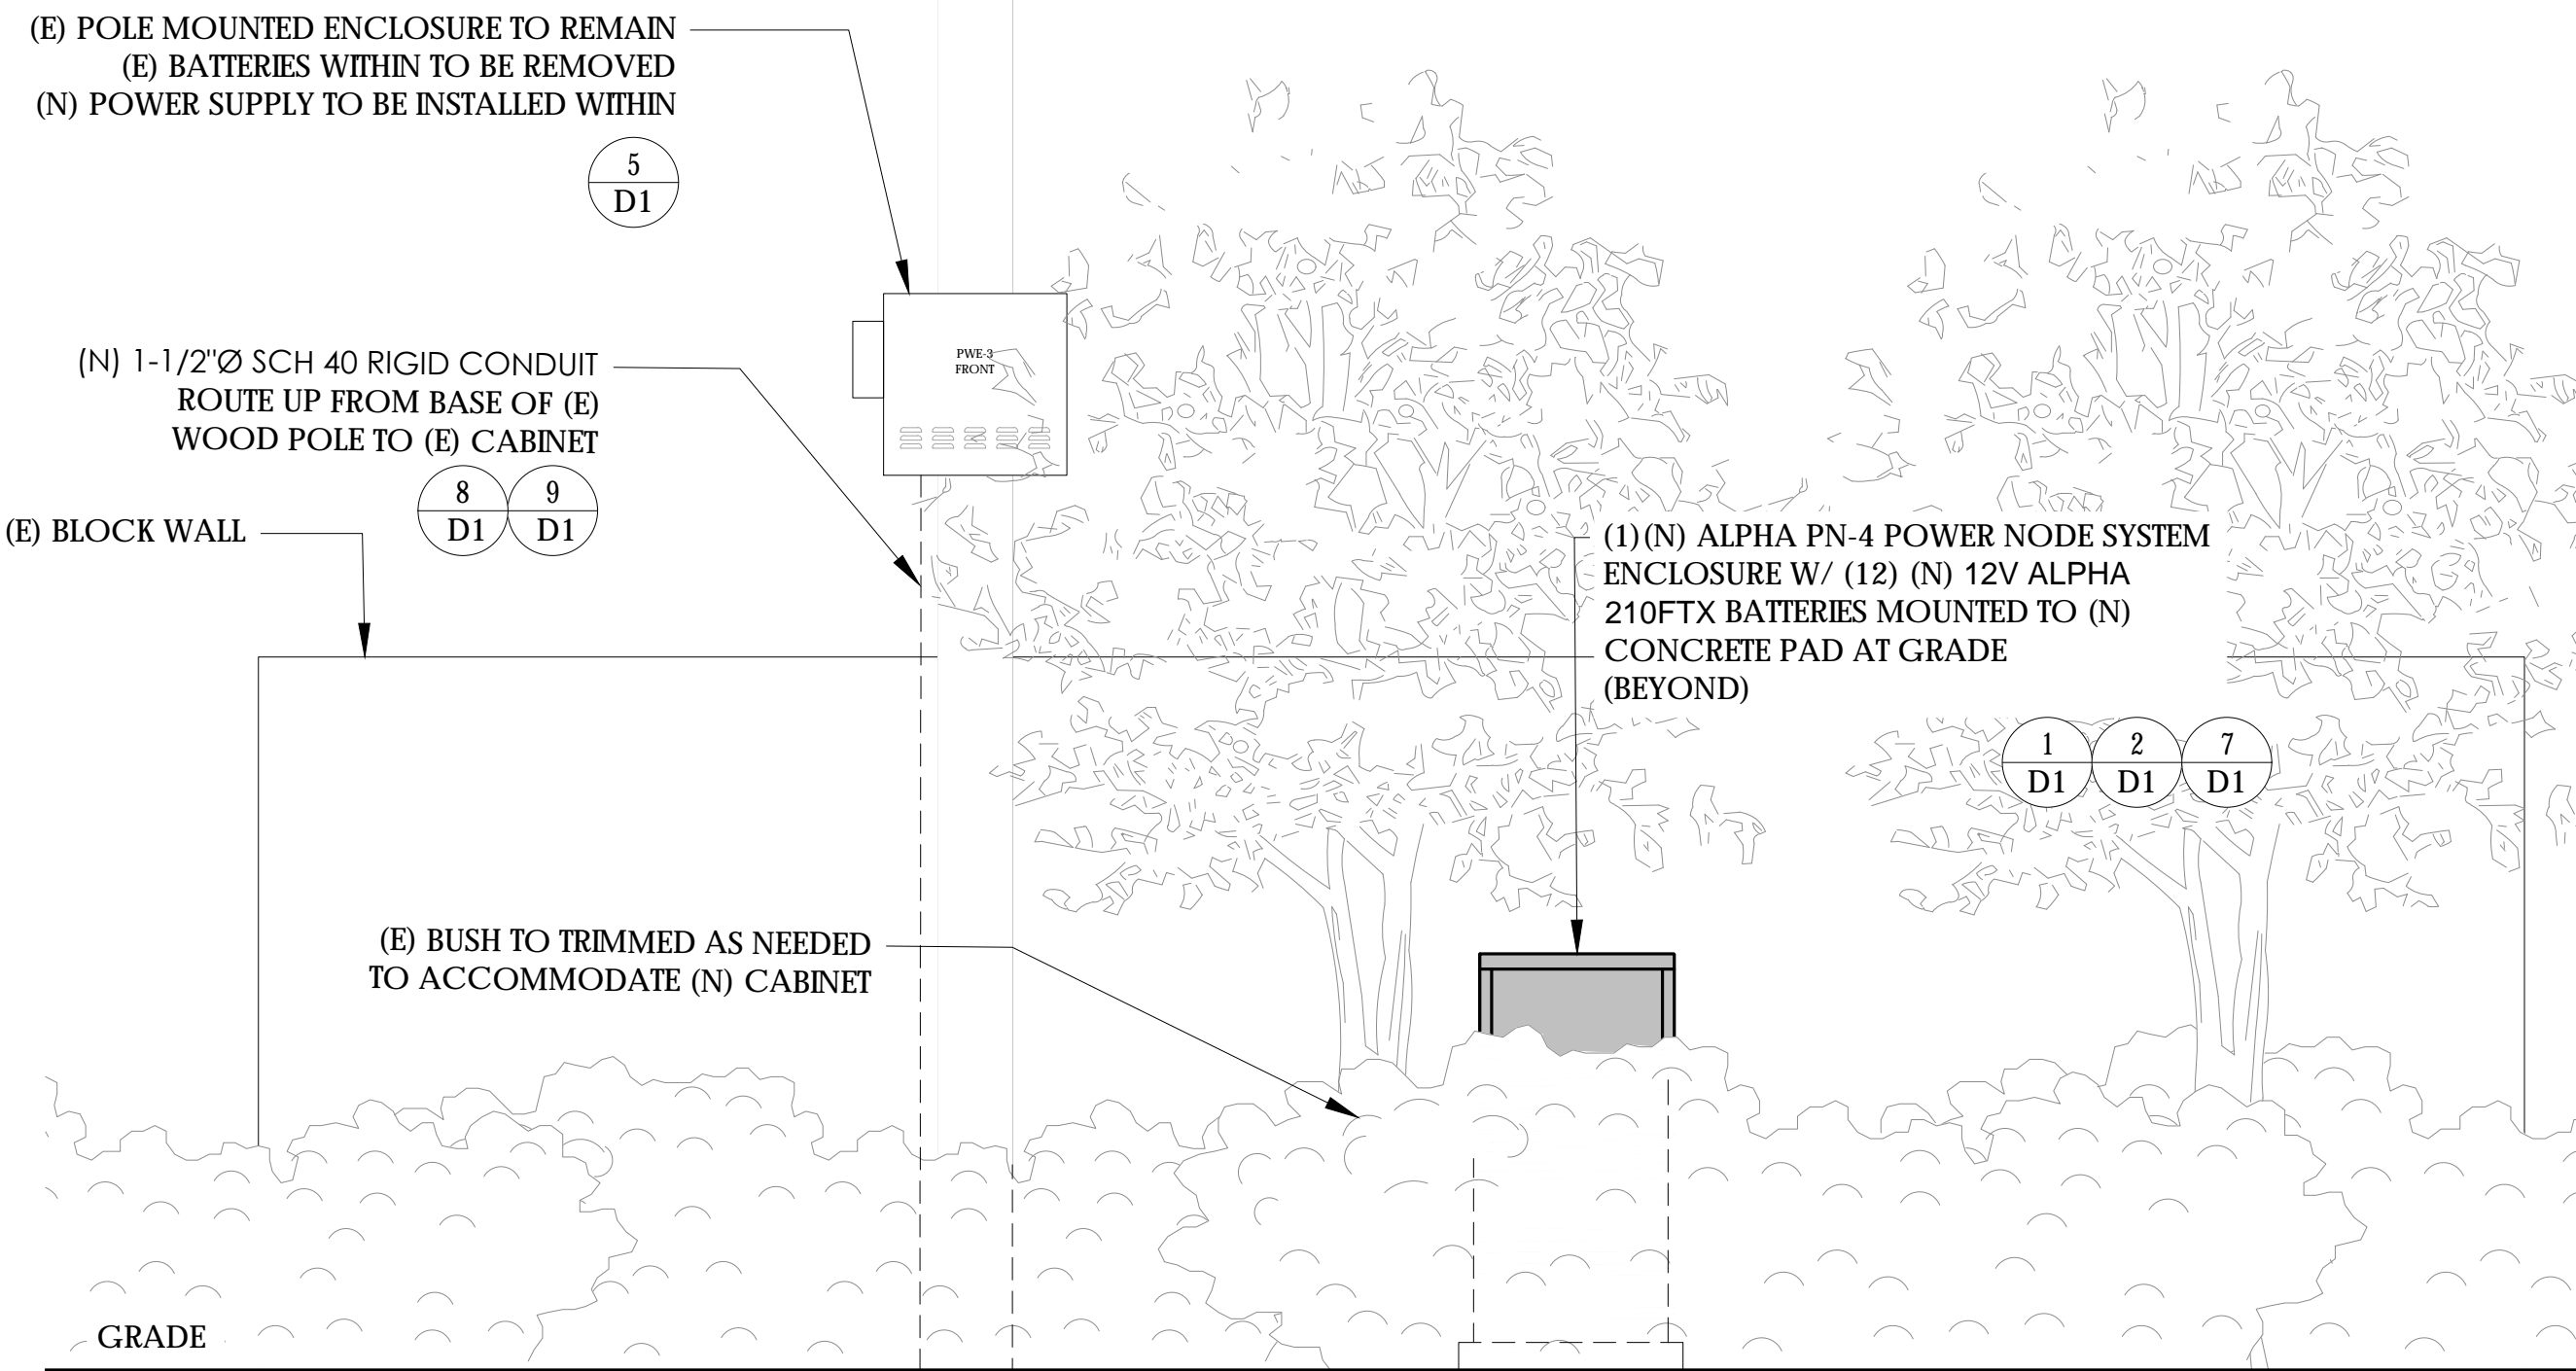 (E) POLE MOUNTED ENCLOSURE TO REMAIN
(E) BATTERIES WITHIN TO BE REMOVED
(N) POWER SUPPLY TO BE INSTALLED WITHIN
5
D1
PWE-3
FRONT
(N) 1-1/2"Ø SCH 40 RIGID CONDUIT
ROUTE UP FROM BASE OF (E)
WOOD POLE TO (E) CABINET
8
D1
9
D1
(E) BLOCK WALL
(1)(N) ALPHA PN-4 POWER NODE SYSTEM
ENCLOSURE W/ (12) (N) 12V ALPHA
210FTX BATTERIES MOUNTED TO (N)
CONCRETE PAD AT GRADE
(BEYOND)
1
D1
2
D1
7
D1
(E) BUSH TO TRIMMED AS NEEDED
TO ACCOMMODATE (N) CABINET
GRADE